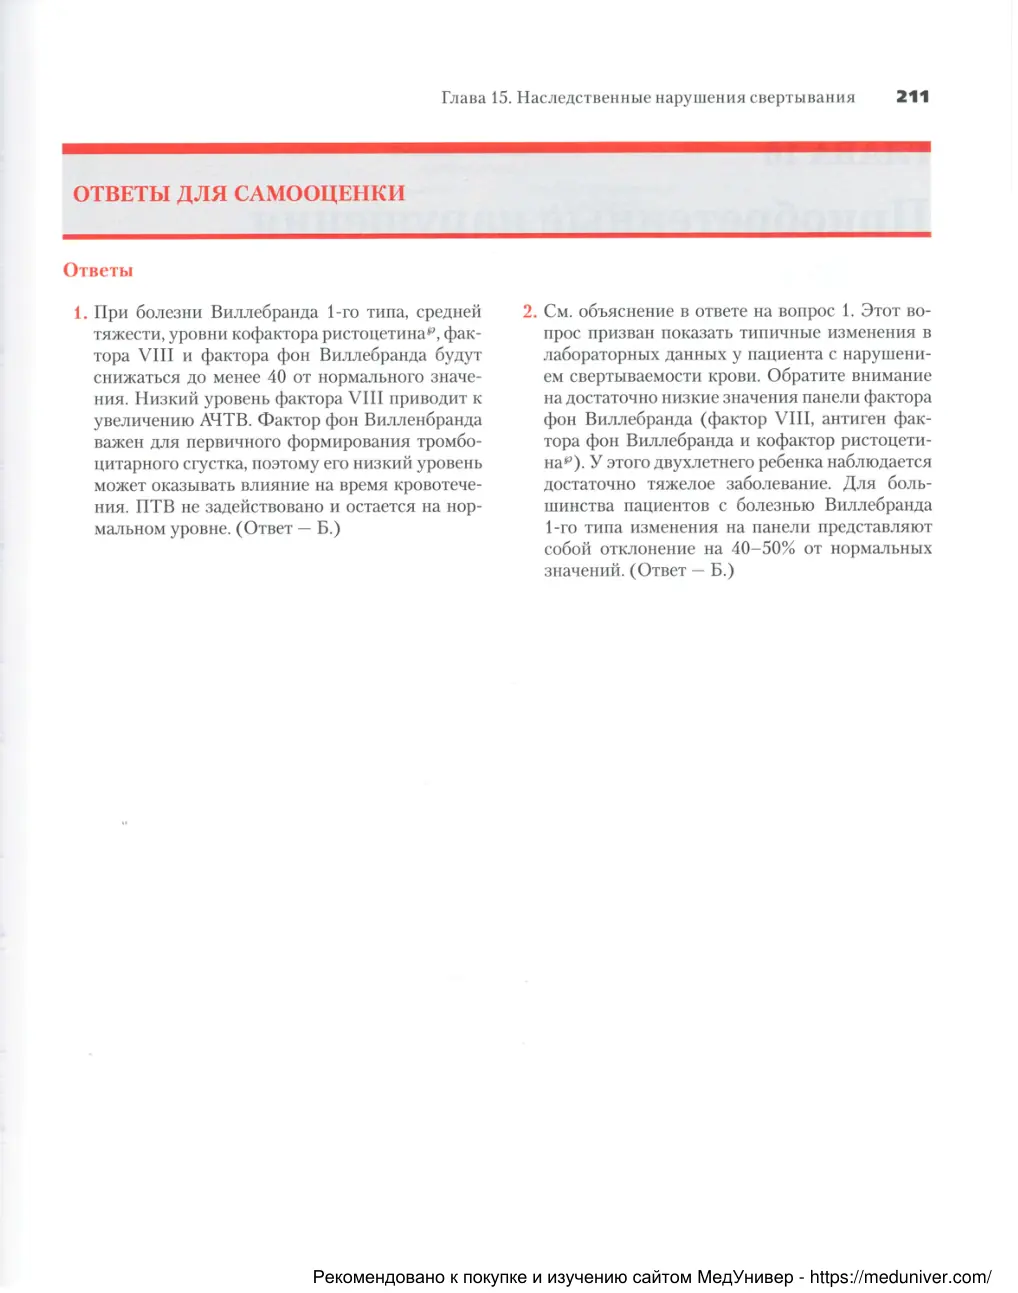 Глава 15. Наследственные нарушения свертывания 211
ОТВЕТЫ ДЛЯ САМООЦЕНКИ
Ответы
1. При болезни Виллебранда 1-го типа, средней
тяжести, уровни кофактора ристоцетина℘, фак-
тора VIII и фактора фон Виллебранда будут
снижаться до менее 40 от нормального значе-
ния. Низкий уровень фактора VIII приводит к
увеличению АЧТВ. Фактор фон Вилленбранда
важен для первичного формирования тромбо-
цитарного сгустка, поэтому его низкий уровень
может оказывать влияние на время кровотече-
ния. ПТВ не задействовано и остается на нор-
мальном уровне. (Ответ — Б.)
2. См. объяснение в ответе на вопрос 1. Этот во-
прос призван показать типичные изменения в
лабораторных данных у пациента с нарушени-
ем свертываемости крови. Обратите внимание
на достаточно низкие значения панели фактора
фон Виллебранда (фактор VIII, антиген фак-
тора фон Виллебранда и кофактор ристоцети-
на℘). У этого двухлетнего ребенка наблюдается
достаточно тяжелое заболевание. Для боль-
шинства пациентов с болезнью Виллебранда
1-го типа изменения на панели представляют
собой отклонение на 40–50% от нормальных
значений. (Ответ — Б.)
Рекомендовано к покупке и изучению сайтом МедУнивер - https://meduniver.com/